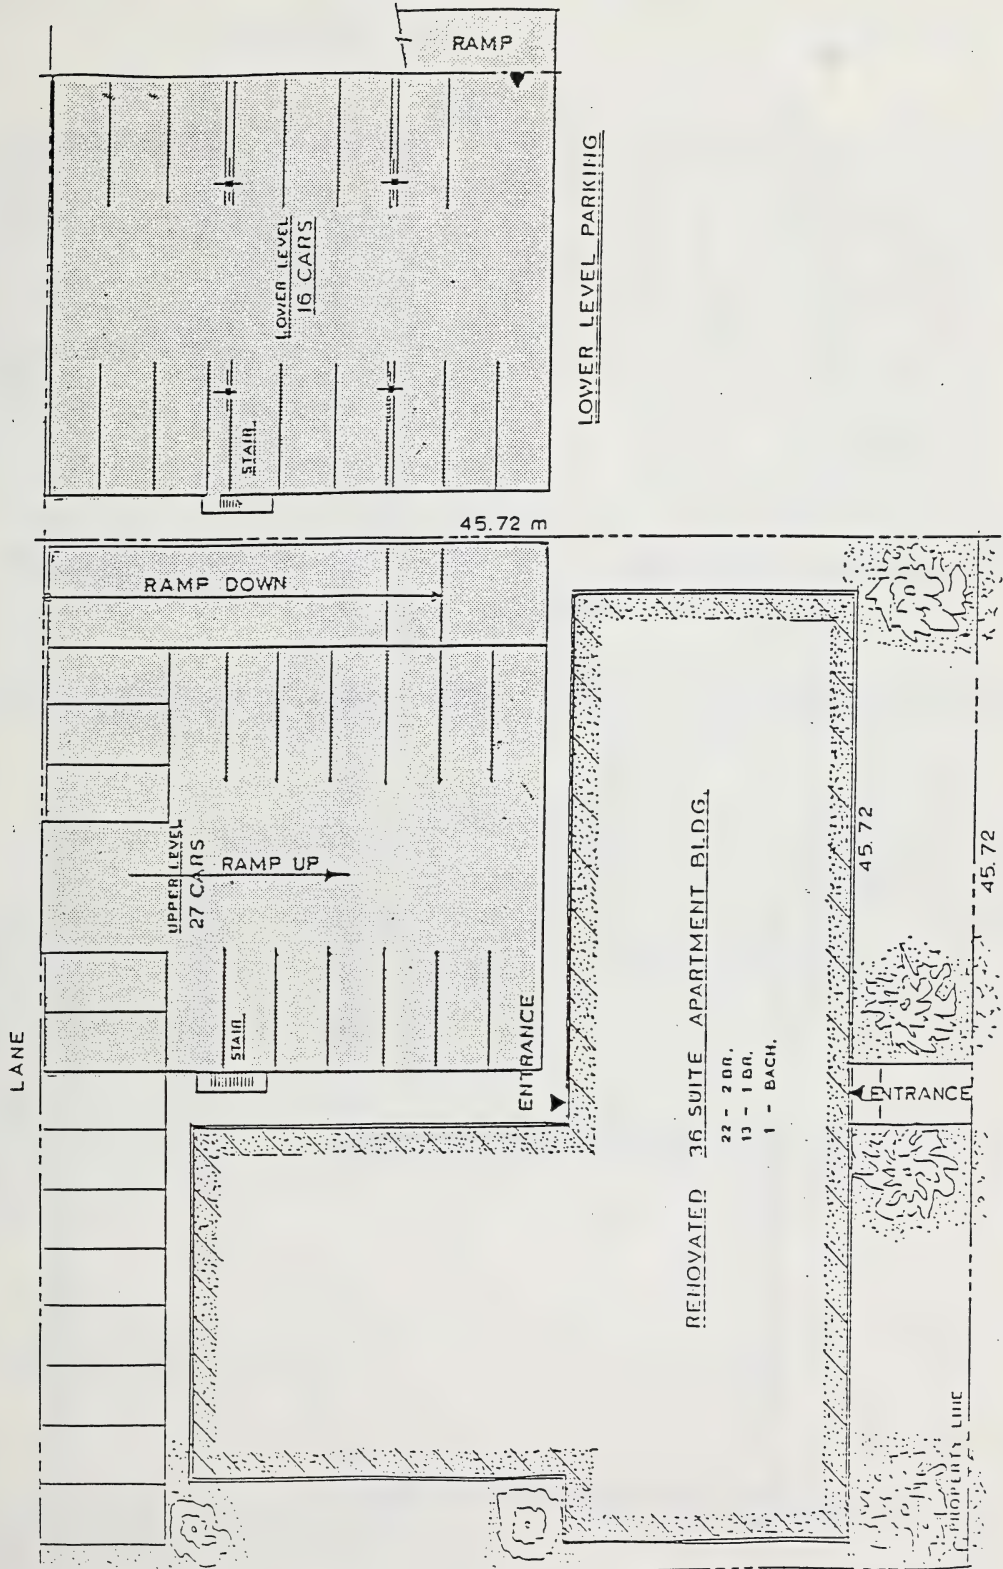 RAMP
LOWER LEVEL
16 CARS
STAIR
LOWER LEVEL PARKING
45.72 m
RAMP DOWN
UPPER LEVEL
27 CARS
RAMP UP
STAIR
LANE
ENTRANCE
RENOVATED 36 SUITE APARTMENT BLDG.
22 - 2 BR.
13 - 1 BR.
1 - BACH.
45.72
45.72
ENTRANCE
PROPERTY LINE